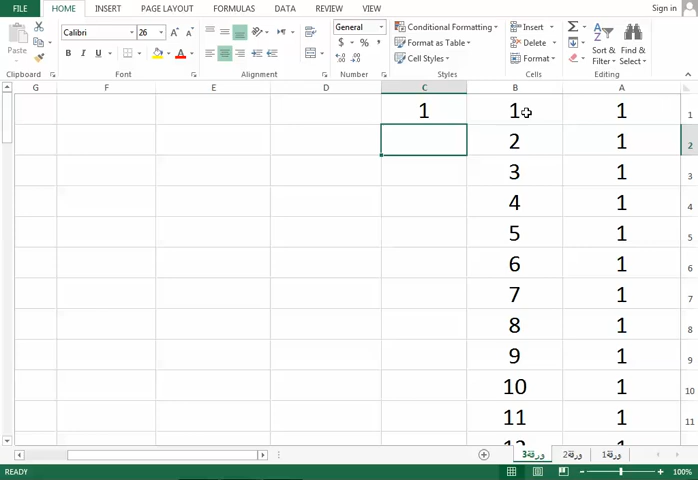 FILE HOME INSERT PAGE LAYOUT FORMULAS DATA REVIEW VIEW Sign in
Calibri 26 General Conditional Formatting Insert
Paste B I U A $ % , Format as Table Delete Sort & Filter Find & Select
Cell Styles Format
Clipboard Font Alignment Number Styles Cells Editing
G F E D C B A
1 1 1 1
2 1 2
3 1 3
4 1 4
5 1 5
6 1 6
7 1 7
8 1 8
9 1 9
10 1 10
11 1 11
12
ورقة3 ورقة2 ورقة1
READY 100%